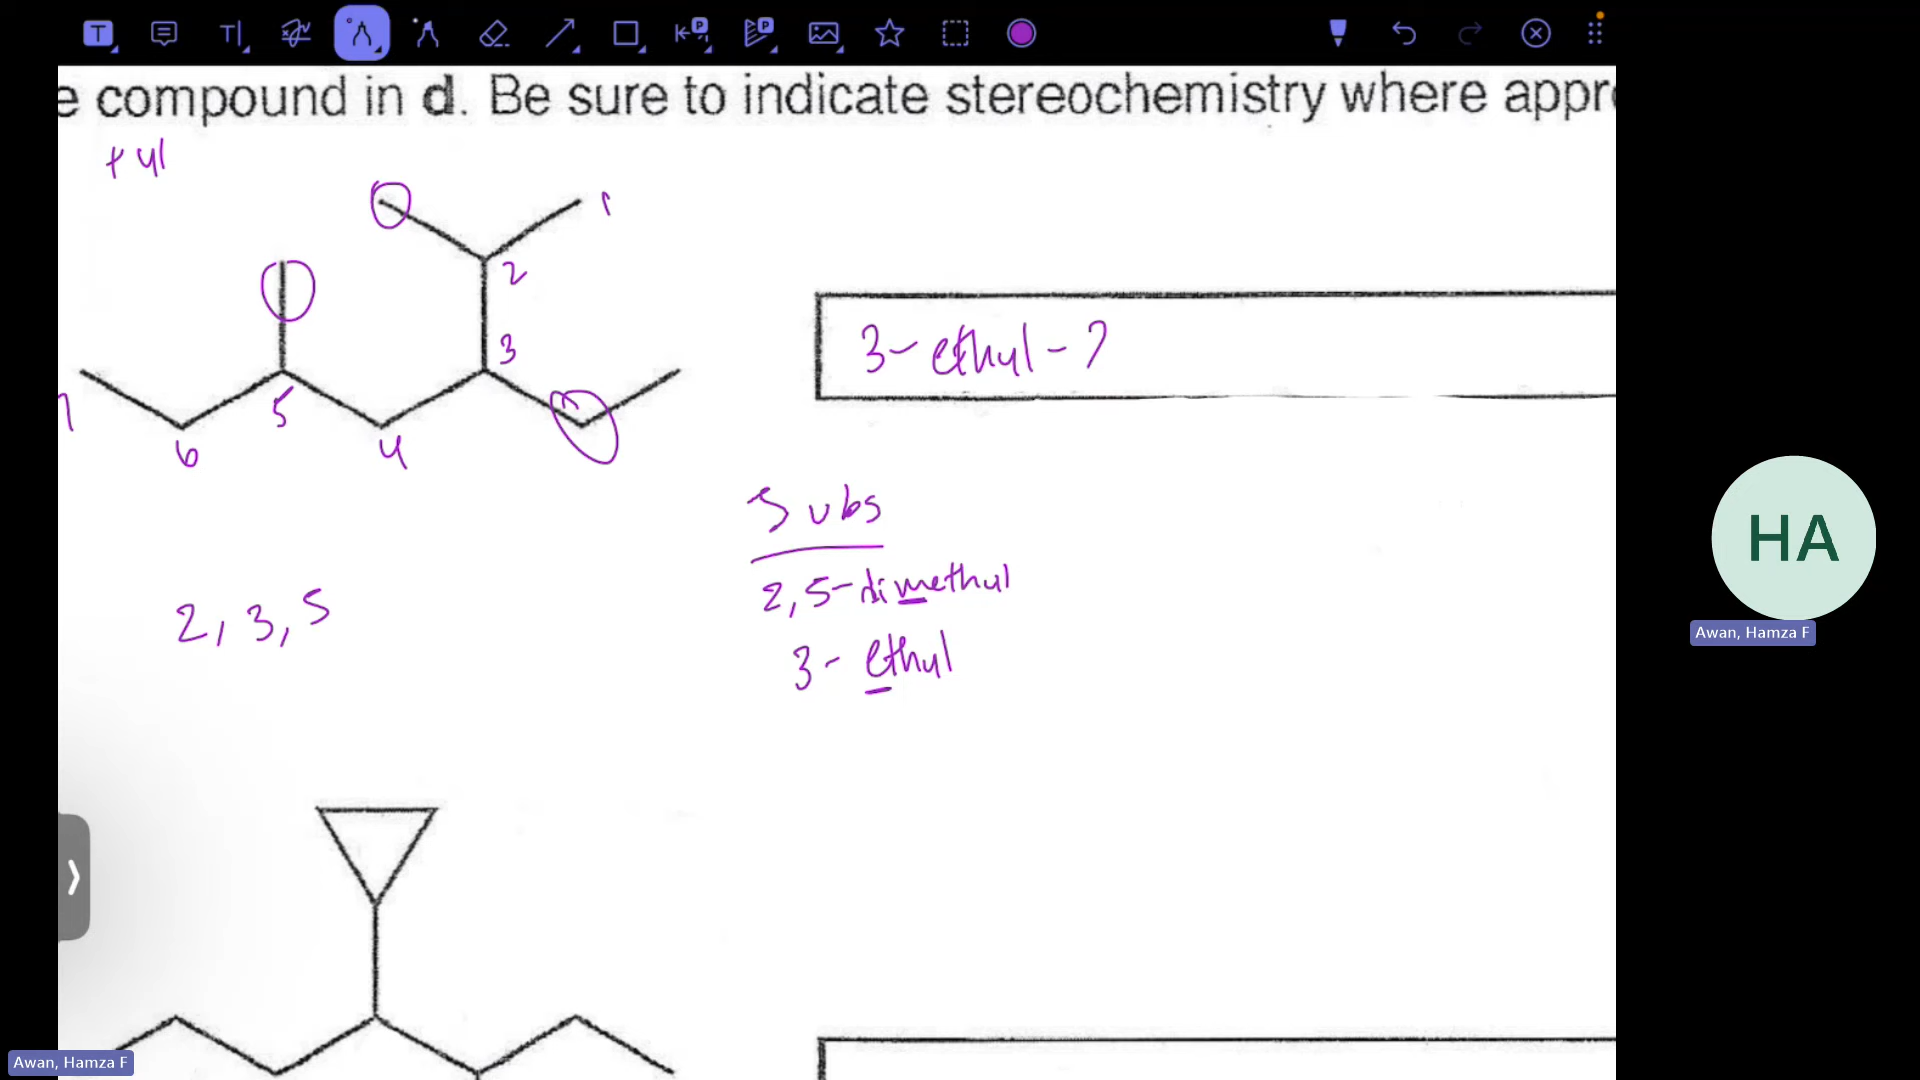 T T| P P
e compound in d. Be sure to indicate stereochemistry where appr
+ yl
1
2
3
3-ethyl-?
7
5
6
4
Subs
2,5-dimethyl
2, 3, 5
3-ethyl
HA
Awan, Hamza F
Awan, Hamza F